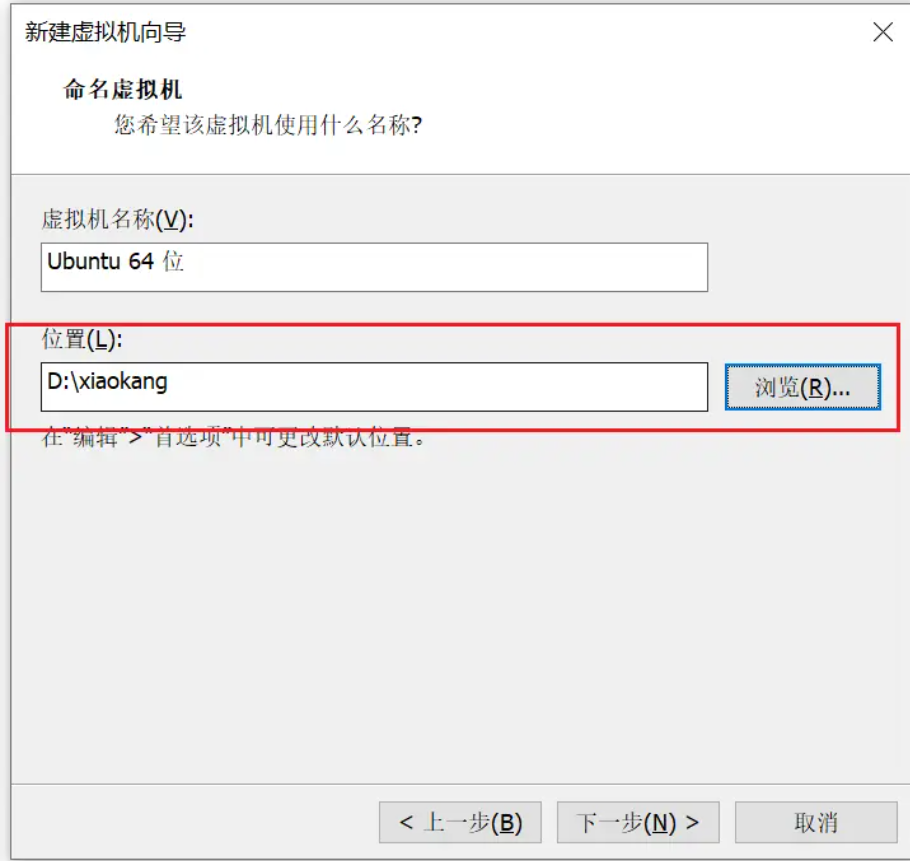 新建虚拟机向导
命名虚拟机
您希望该虚拟机使用什么名称?
虚拟机名称(V):
Ubuntu 64 位
位置(L):
D:\xiaokang
浏览(R)...
在"编辑">"首选项"中可更改默认位置。
< 上一步(B)
下一步(N) >
取消